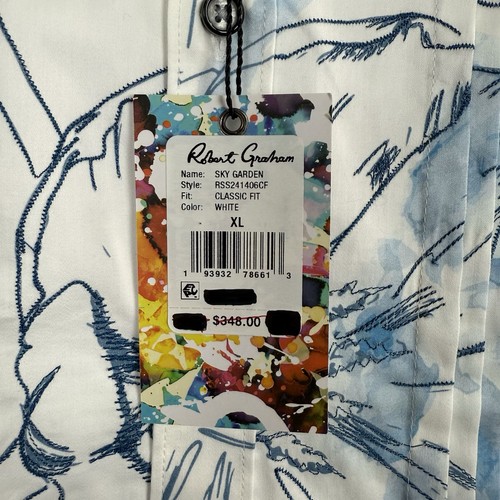 Robert Graham
Name: SKY GARDEN
Style: RSS241406CF
Fit: CLASSIC FIT
Color: WHITE
XL
1 93932 78661 3
$348.00